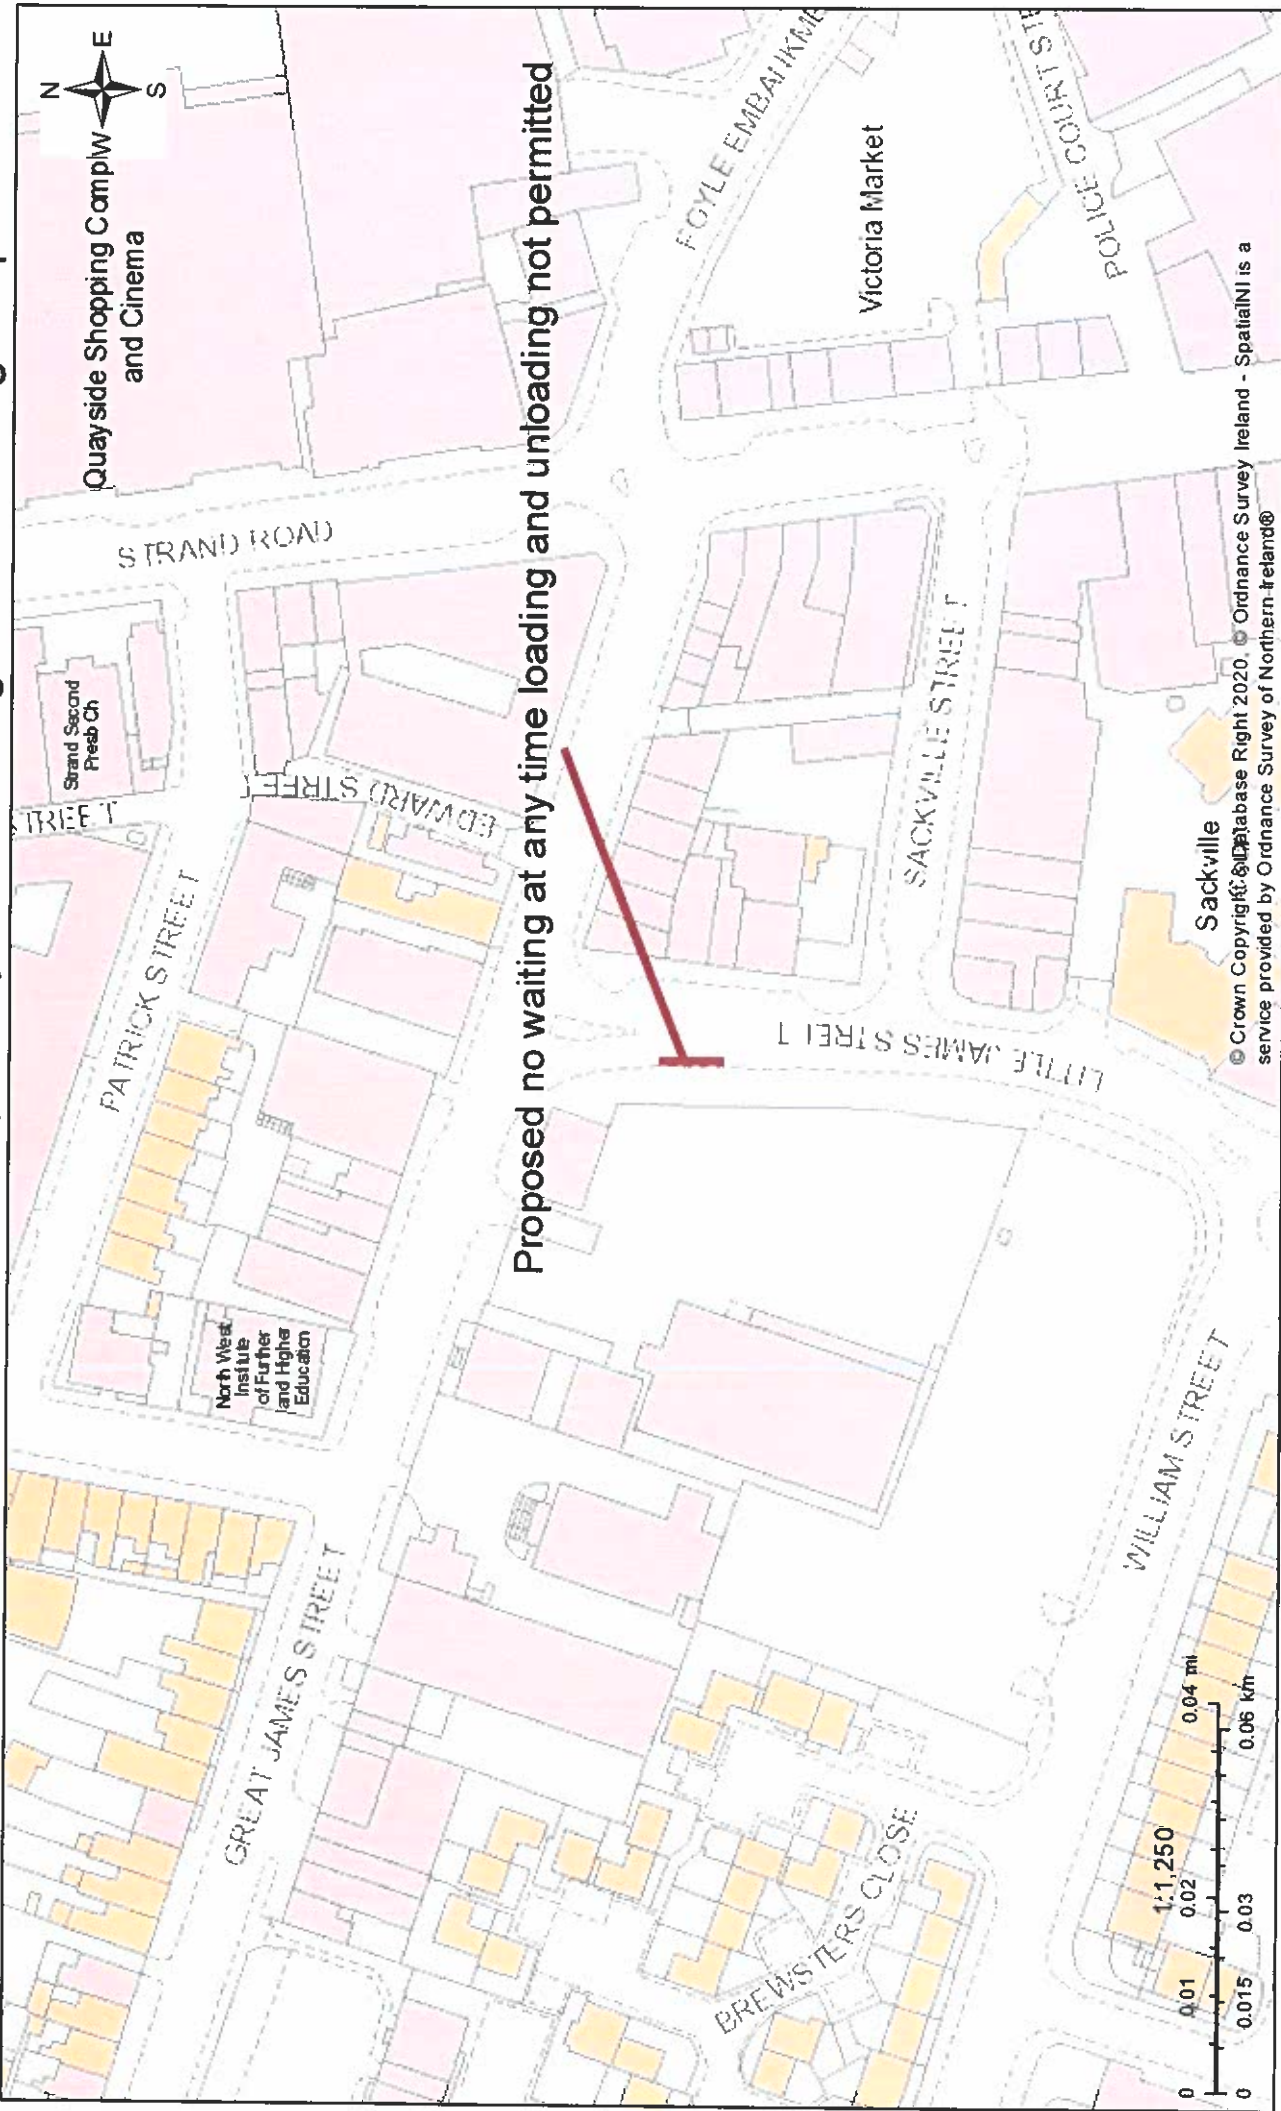 N
E
S
Quayside Shopping ComplW
and Cinema
STRAND ROAD
FOYLE EMBANKME
POLICE COURT STR
Victoria Market
Strand Second
Presb Ch
TREET
PATRICK STREET
EDWARD STREET
Proposed no waiting at any time loading and unloading not permitted
SACKVILLE STREET
LITTLE JAMES STREET
Sackville
North West
Institute
of Further
and Higher
Education
GREAT JAMES STREET
WILLIAM STREET
BREWSTERS CLOSE
1:1,250
0 0.01 0.02 0.04 mi
0 0.015 0.03 0.06 km
© Crown Copyright & Database Right 2020, © Ordnance Survey Ireland - SpatialNI is a
service provided by Ordnance Survey of Northern Ireland®